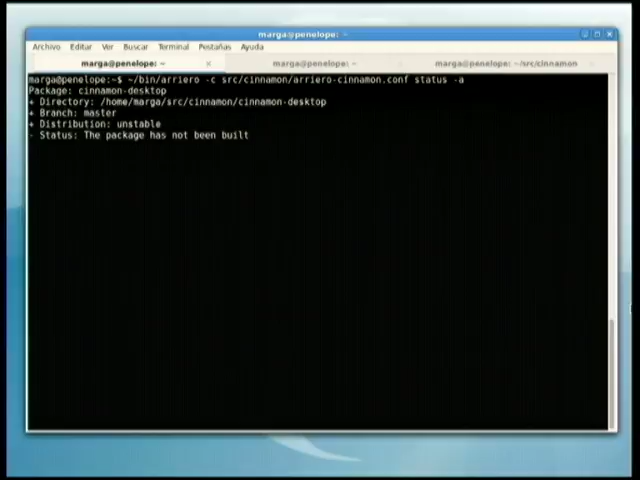 marga@penelope: ~
Archivo Editar Ver Buscar Terminal Pestañas Ayuda
marga@penelope: ~ marga@penelope: ~ marga@penelope: ~/src/cinnamon
marga@penelope:~$ ~/bin/arriero -c src/cinnamon/arriero-cinnamon.conf status -a
Package: cinnamon-desktop
+ Directory: /home/marga/src/cinnamon/cinnamon-desktop
+ Branch: master
+ Distribution: unstable
- Status: The package has not been built